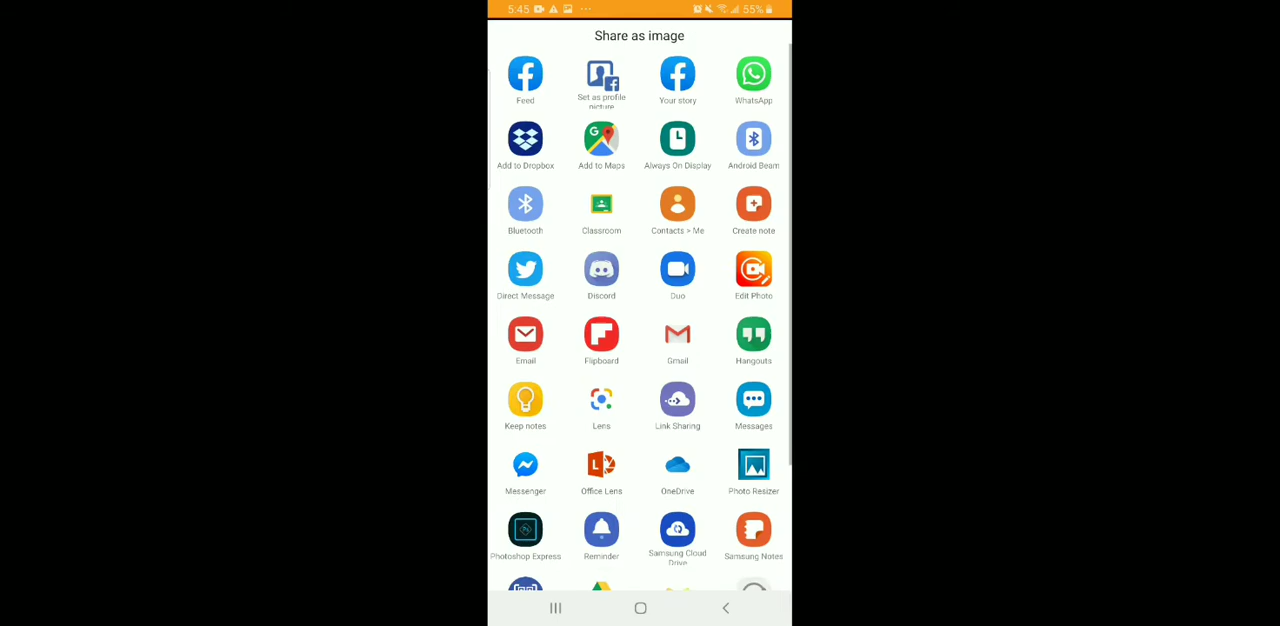 5:45 ... 55%
Share as image
Feed
Set as profile
picture
Your story
WhatsApp
Add to Dropbox
Add to Maps
Always On Display
Android Beam
Bluetooth
Classroom
Contacts > Me
Create note
Direct Message
Discord
Duo
Edit Photo
Email
Flipboard
Gmail
Hangouts
Keep notes
Lens
Link Sharing
Messages
Messenger
Office Lens
OneDrive
Photo Resizer
Photoshop Express
Reminder
Samsung Cloud
Drive
Samsung Notes